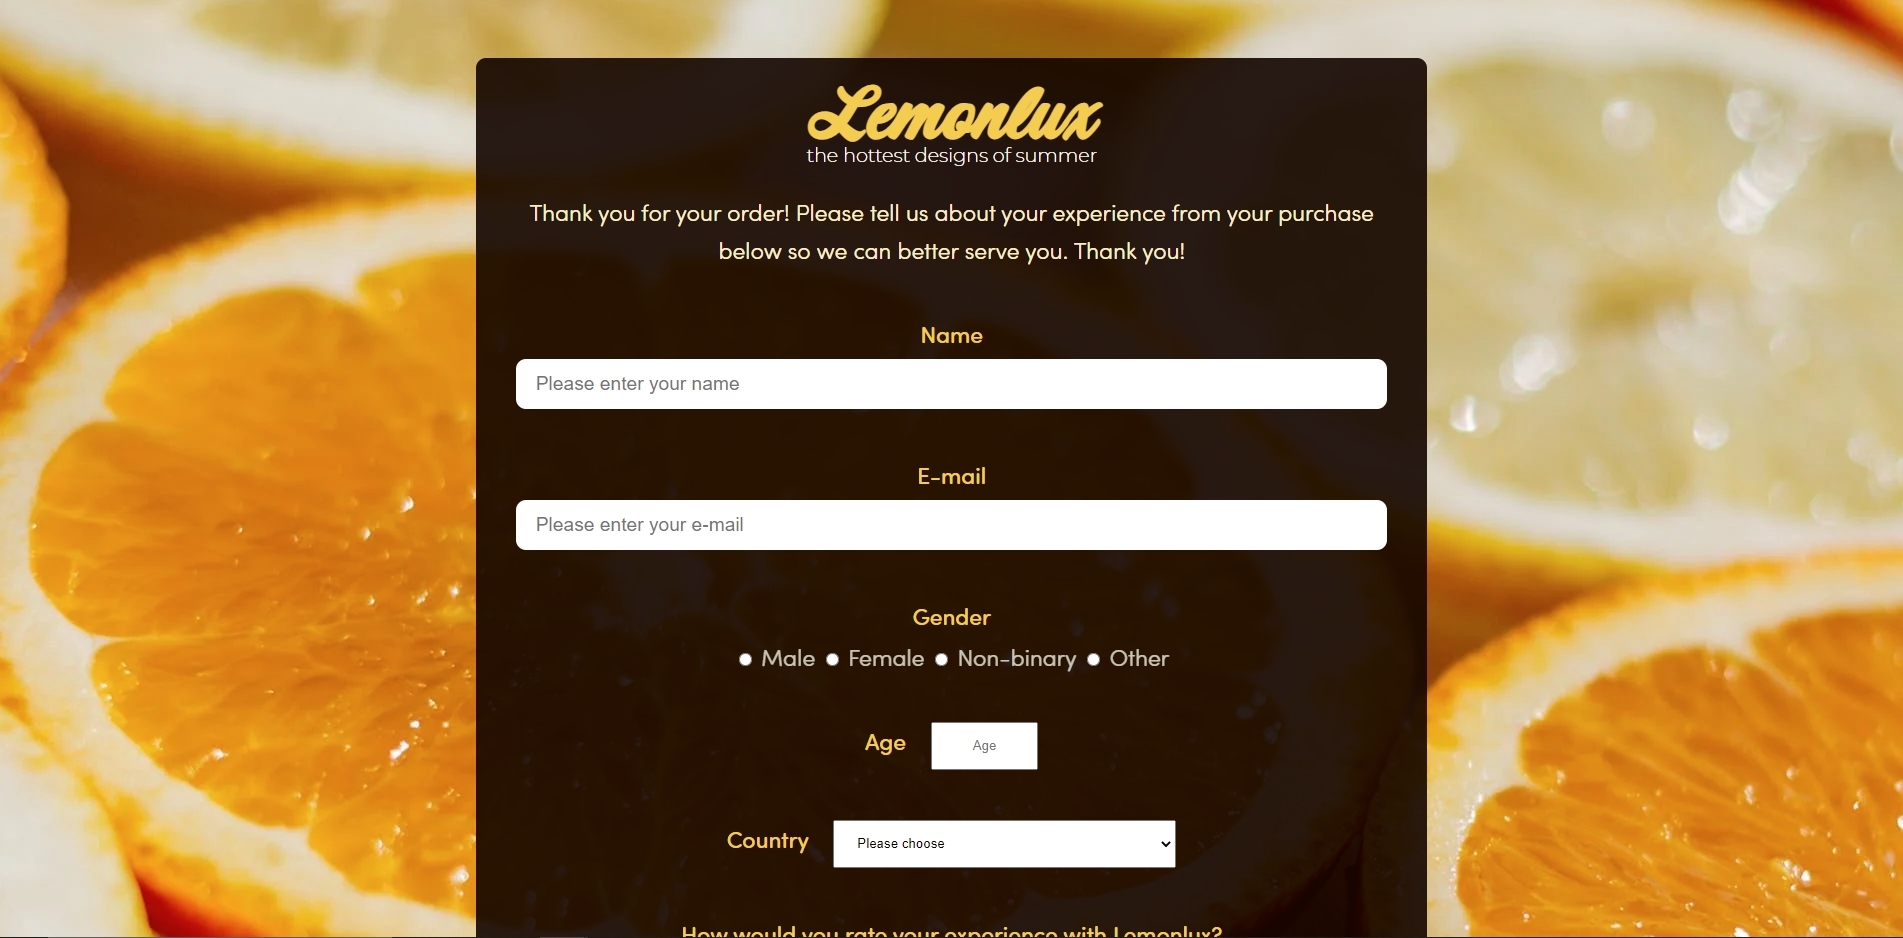 Lemonlux
the hottest designs of summer
Thank you for your order! Please tell us about your experience from your purchase
below so we can better serve you. Thank you!
Name
Please enter your name
E-mail
Please enter your e-mail
Gender
Male Female Non-binary Other
Age Age
Country Please choose
How would you rate your experience with Lemonlux?